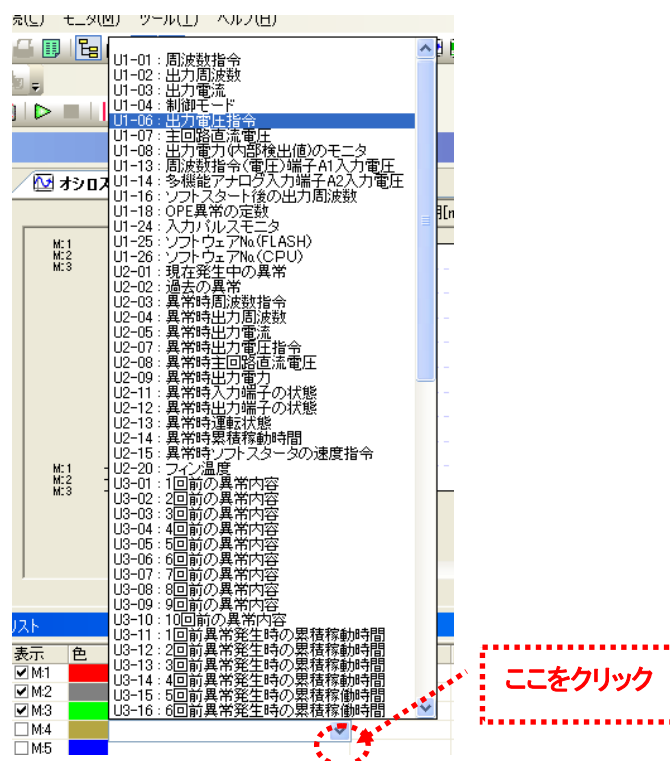 モニタ(M) ツール(T) ヘルプ(H)
オシロス
M:1
M:2
M:3
M:1
M:2
M:3
U1-01 : 周波数指令
U1-02 : 出力周波数
U1-03 : 出力電流
U1-04 : 制御モード
U1-06 : 出力電圧指令
U1-07 : 主回路直流電圧
U1-08 : 出力電力(内部検出値)のモニタ
U1-13 : 周波数指令(電圧)端子A1入力電圧
U1-14 : 多機能アナログ入力端子A2入力電圧
U1-16 : ソフトスタート後の出力周波数
U1-18 : OPE異常の定数
U1-24 : 入力パルスモニタ
U1-25 : ソフトウェアNo.(FLASH)
U1-26 : ソフトウェアNo.(CPU)
U2-01 : 現在発生中の異常
U2-02 : 過去の異常
U2-03 : 異常時周波数指令
U2-04 : 異常時出力周波数
U2-05 : 異常時出力電流
U2-07 : 異常時出力電圧指令
U2-08 : 異常時主回路直流電圧
U2-09 : 異常時出力電力
U2-11 : 異常時入力端子の状態
U2-12 : 異常時出力端子の状態
U2-13 : 異常時運転状態
U2-14 : 異常時累積稼動時間
U2-15 : 異常時ソフトスタータの速度指令
U2-20 : フィン温度
U3-01 : 1回前の異常内容
U3-02 : 2回前の異常内容
U3-03 : 3回前の異常内容
U3-04 : 4回前の異常内容
U3-05 : 5回前の異常内容
U3-06 : 6回前の異常内容
U3-07 : 7回前の異常内容
U3-08 : 8回前の異常内容
U3-09 : 9回前の異常内容
U3-10 : 10回前の異常内容
U3-11 : 1回前異常発生時の累積稼動時間
U3-12 : 2回前異常発生時の累積稼動時間
U3-13 : 3回前異常発生時の累積稼動時間
U3-14 : 4回前異常発生時の累積稼動時間
U3-15 : 5回前異常発生時の累積稼働時間
U3-16 : 6回前異常発生時の累積稼働時間
リスト
表示 色
M:1
M:2
M:3
M:4
M:5
ここをクリック